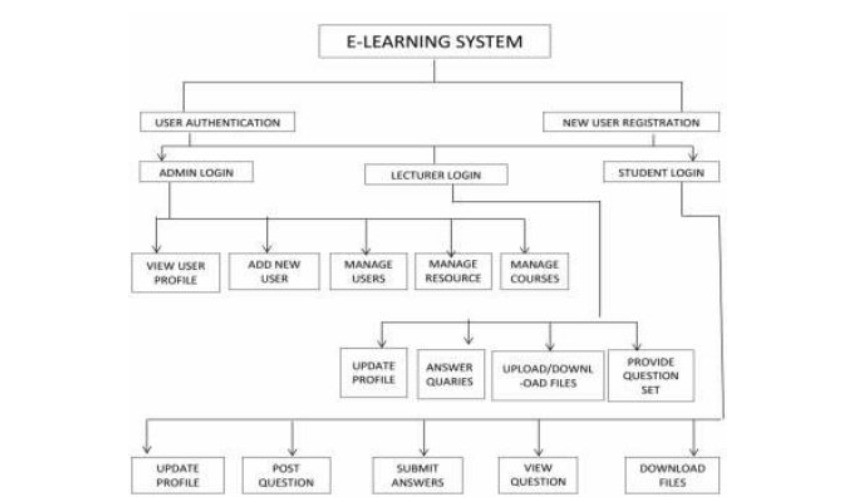 E-LEARNING SYSTEM
USER AUTHENTICATION
NEW USER REGISTRATION
ADMIN LOGIN
LECTURER LOGIN
STUDENT LOGIN
VIEW USER
PROFILE
ADD NEW
USER
MANAGE
USERS
MANAGE
RESOURCE
MANAGE
COURSES
UPDATE
PROFILE
ANSWER
QUARIES
UPLOAD/DOWNL
-OAD FILES
PROVIDE
QUESTION
SET
UPDATE
PROFILE
POST
QUESTION
SUBMIT
ANSWERS
VIEW
QUESTION
DOWNLOAD
FILES